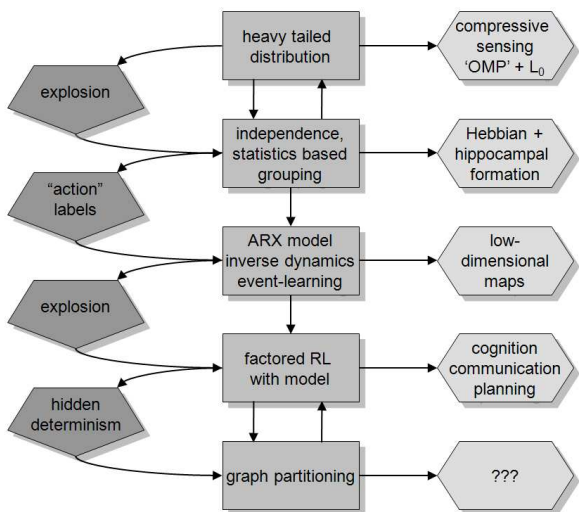 heavy tailed
distribution
compressive
sensing
‘OMP’ + L₀
explosion
independence,
statistics based
grouping
Hebbian +
hippocampal
formation
“action”
labels
ARX model
inverse dynamics
event-learning
low-
dimensional
maps
explosion
factored RL
with model
cognition
communication
planning
hidden
determinism
graph partitioning
???